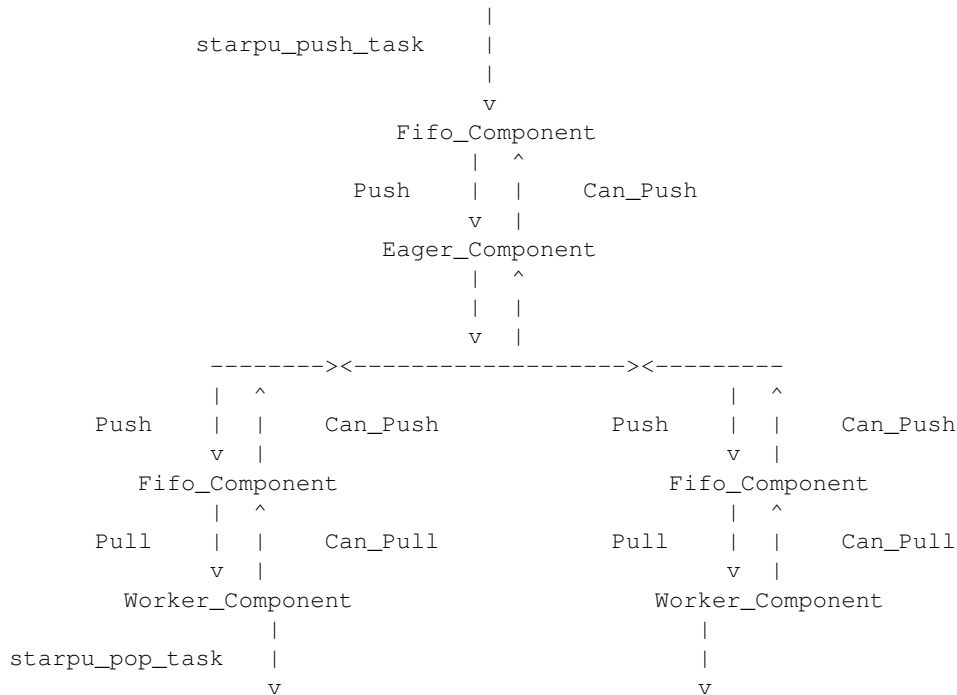 |
starpu_push_task |
|
v
Fifo_Component
| ^
Push | | Can_Push
v |
Eager_Component
| ^
| |
v |
--------><-------------------><---------
| ^ | ^
Push | | Can_Push Push | | Can_Push
v | v |
Fifo_Component Fifo_Component
| ^ | ^
Pull | | Can_Pull Pull | | Can_Pull
v | v |
Worker_Component Worker_Component
| |
starpu_pop_task | |
v v